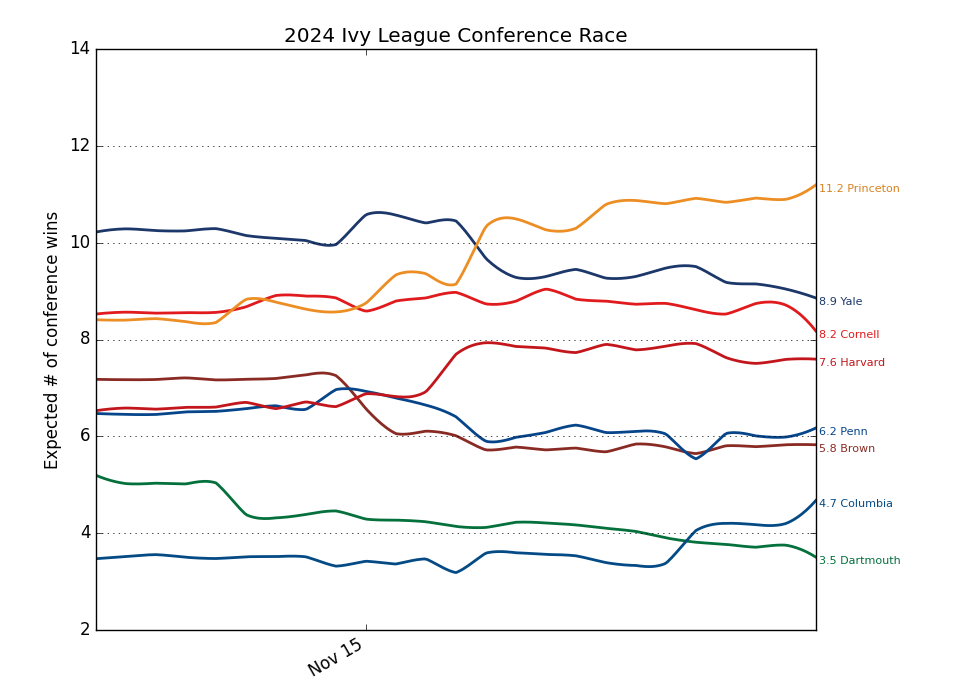 2024 Ivy League Conference Race
Expected # of conference wins
14
12
10
8
6
4
2
Nov 15
11.2 Princeton
8.9 Yale
8.2 Cornell
7.6 Harvard
6.2 Penn
5.8 Brown
4.7 Columbia
3.5 Dartmouth